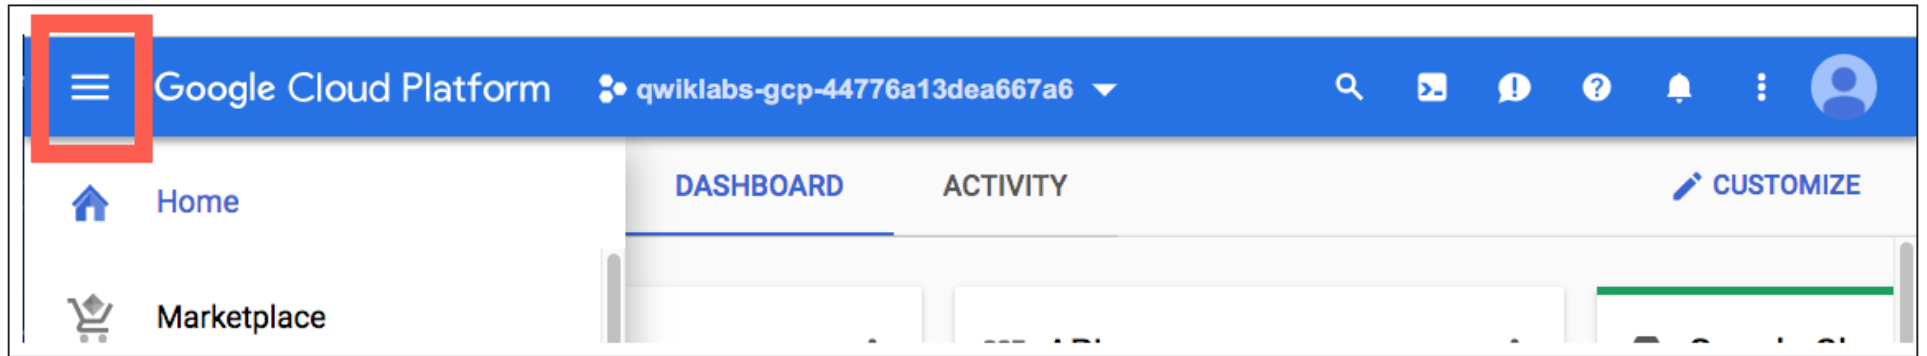 Google Cloud Platform
qwiklabs-gcp-44776a13dea667a6
Home
DASHBOARD
ACTIVITY
CUSTOMIZE
Marketplace